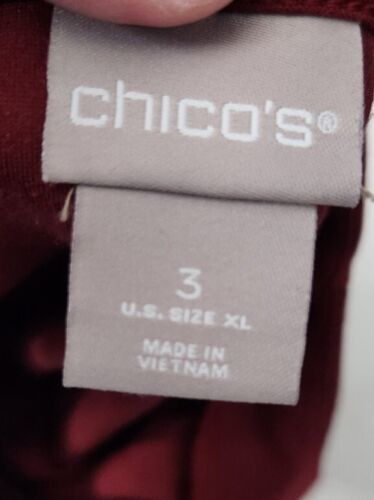 chico's®
3
U.S. SIZE XL
MADE IN
VIETNAM